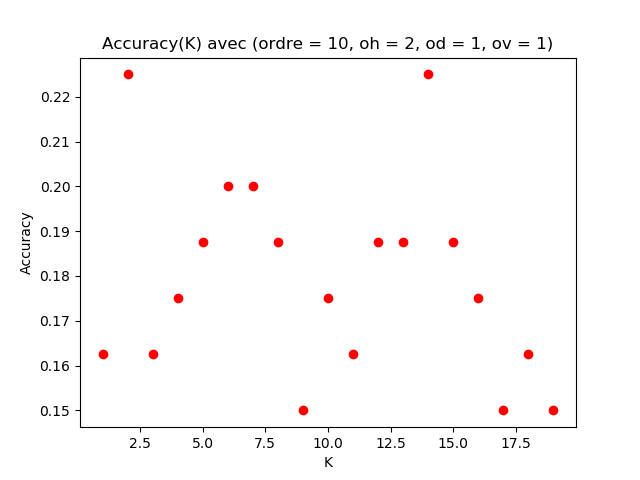 Accuracy(K) avec (ordre = 10, oh = 2, od = 1, ov = 1)
0.22
0.21
0.20
0.19
0.18
0.17
0.16
0.15
Accuracy
2.5 5.0 7.5 10.0 12.5 15.0 17.5
K